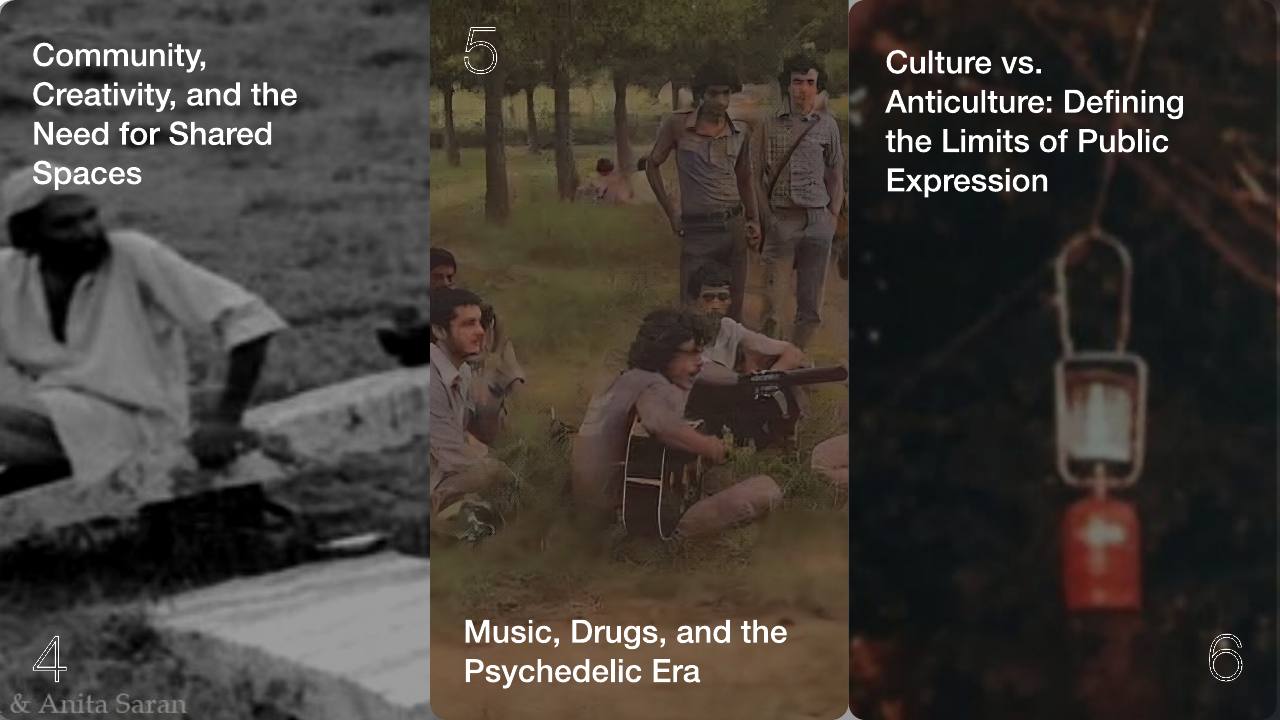 Community,
Creativity, and the
Need for Shared
Spaces
4
& Anita Saran
5
Music, Drugs, and the
Psychedelic Era
Culture vs.
Anticulture: Defining
the Limits of Public
Expression
6